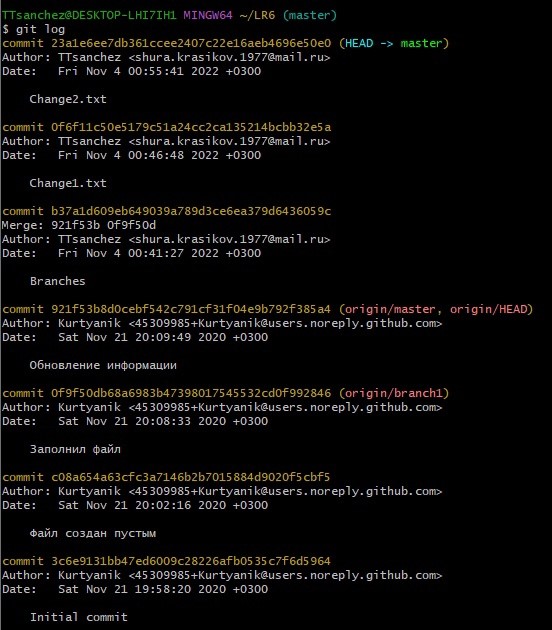 TTsanchez@DESKTOP-LHI7IH1 MINGW64 ~/LR6 (master)
$ git log
commit 23a1e6ee7db361ccee2407c22e16aeb4696e50e0 (HEAD -> master)
Author: TTsanchez <shura.krasikov.1977@mail.ru>
Date:   Fri Nov 4 00:55:41 2022 +0300

    Change2.txt

commit 0f6f11c50e5179c51a24cc2ca135214bcbb32e5a
Author: TTsanchez <shura.krasikov.1977@mail.ru>
Date:   Fri Nov 4 00:46:48 2022 +0300

    Change1.txt

commit b37a1d609eb649039a789d3ce6ea379d6436059c
Merge: 921f53b 0f9f50d
Author: TTsanchez <shura.krasikov.1977@mail.ru>
Date:   Fri Nov 4 00:41:27 2022 +0300

    Branches

commit 921f53b8d0cebf542c791cf31f04e9b792f385a4 (origin/master, origin/HEAD)
Author: Kurtyanik <45309985+Kurtyanik@users.noreply.github.com>
Date:   Sat Nov 21 20:09:49 2020 +0300

    Обновление информации

commit 0f9f50db68a6983b47398017545532cd0f992846 (origin/branch1)
Author: Kurtyanik <45309985+Kurtyanik@users.noreply.github.com>
Date:   Sat Nov 21 20:08:33 2020 +0300

    Заполнил файл

commit c08a654a63cfc3a7146b2b7015884d9020f5cbf5
Author: Kurtyanik <45309985+Kurtyanik@users.noreply.github.com>
Date:   Sat Nov 21 20:02:16 2020 +0300

    Файл создан пустым

commit 3c6e9131bb47ed6009c28226afb0535c7f6d5964
Author: Kurtyanik <45309985+Kurtyanik@users.noreply.github.com>
Date:   Sat Nov 21 19:58:20 2020 +0300

    Initial commit